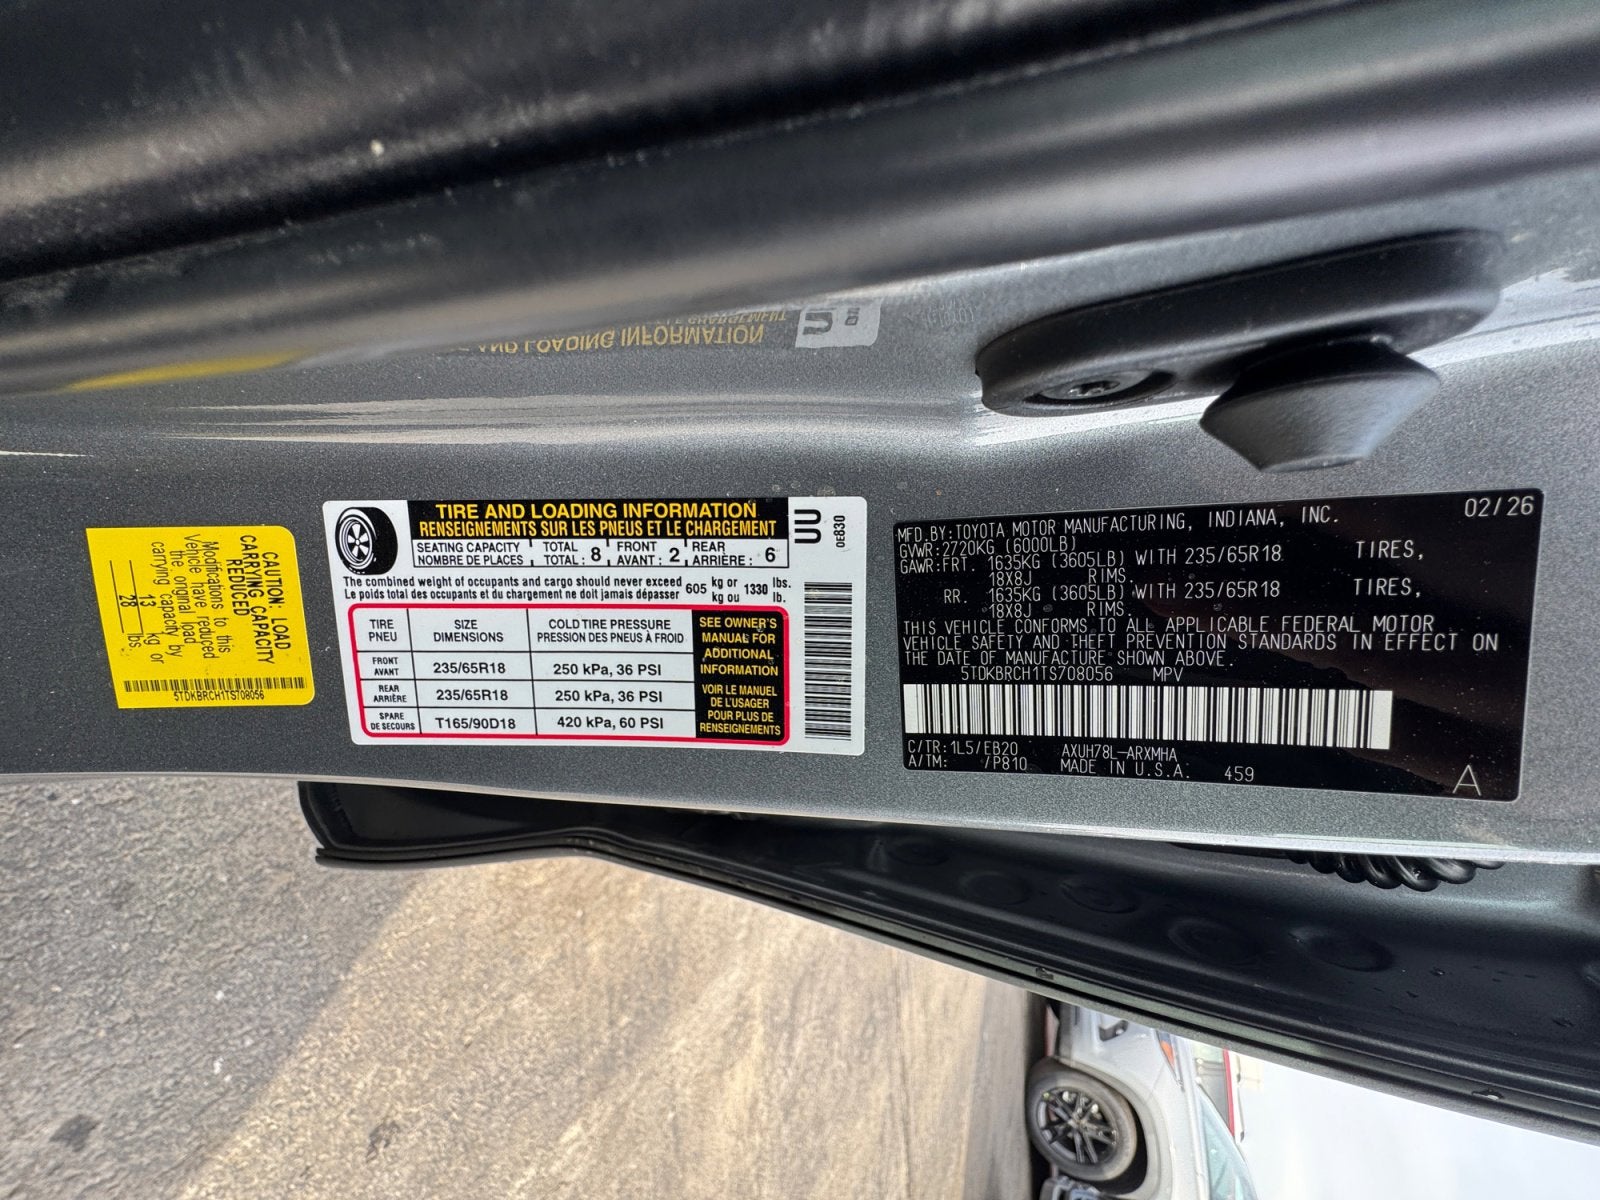 CAUTION: LOAD
CARRYING CAPACITY
REDUCED
Modifications to this
Vehicle have reduced
the original load
carrying capacity by
13 kg or
28 lbs.
5TDKBRCH1TS708056
TIRE AND LOADING INFORMATION
RENSEIGNEMENTS SUR LES PNEUS ET LE CHARGEMENT
SEATING CAPACITY
NOMBRE DE PLACES
TOTAL
TOTAL : 8
FRONT
AVANT : 2
REAR
ARRIÈRE : 6
The combined weight of occupants and cargo should never exceed 605 kg or 1330 lbs.
Le poids total des occupants et du chargement ne doit jamais dépasser kg ou lb.
TIRE
PNEU
SIZE
DIMENSIONS
COLD TIRE PRESSURE
PRESSION DES PNEUS À FROID
FRONT
AVANT
235/65R18
250 kPa, 36 PSI
REAR
ARRIÈRE
235/65R18
250 kPa, 36 PSI
SPARE
DE SECOURS
T165/90D18
420 kPa, 60 PSI
SEE OWNER'S
MANUAL FOR
ADDITIONAL
INFORMATION
VOIR LE MANUEL
DE L'USAGER
POUR PLUS DE
RENSEIGNEMENTS
UU
0E830
02/26
MFD.BY:TOYOTA MOTOR MANUFACTURING, INDIANA, INC.
GVWR:2720KG (6000LB)
GAWR:FRT. 1635KG (3605LB) WITH 235/65R18 TIRES,
18X8J RIMS.
RR. 1635KG (3605LB) WITH 235/65R18 TIRES,
18X8J RIMS.
THIS VEHICLE CONFORMS TO ALL APPLICABLE FEDERAL MOTOR
VEHICLE SAFETY AND THEFT PREVENTION STANDARDS IN EFFECT ON
THE DATE OF MANUFACTURE SHOWN ABOVE.
5TDKBRCH1TS708056 MPV
C/TR:1L5/EB20 AXUH78L-ARXMHA
A/TM: /P810 MADE IN U.S.A. 459
A